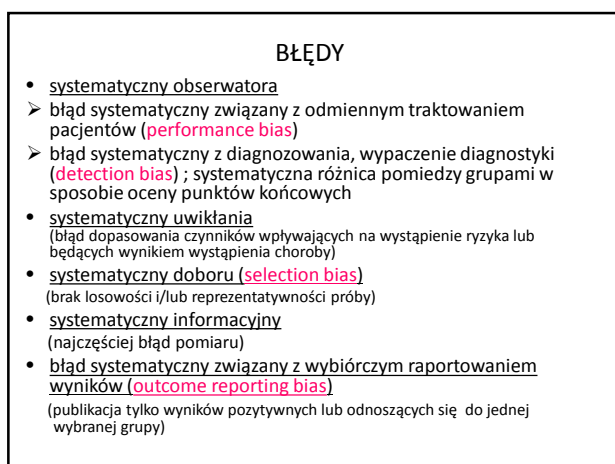 BŁĘDY
• systematyczny obserwatora
➢ błąd systematyczny związany z odmiennym traktowaniem
pacjentów (performance bias)
➢ błąd systematyczny z diagnozowania, wypaczenie diagnostyki
(detection bias) ; systematyczna różnica pomiedzy grupami w
sposobie oceny punktów końcowych
• systematyczny uwikłania
(błąd dopasowania czynników wpływających na wystąpienie ryzyka lub
będących wynikiem wystąpienia choroby)
• systematyczny doboru (selection bias)
(brak losowości i/lub reprezentatywności próby)
• systematyczny informacyjny
(najczęściej błąd pomiaru)
• błąd systematyczny związany z wybiórczym raportowaniem
wyników (outcome reporting bias)
(publikacja tylko wyników pozytywnych lub odnoszących się do jednej
wybranej grupy)